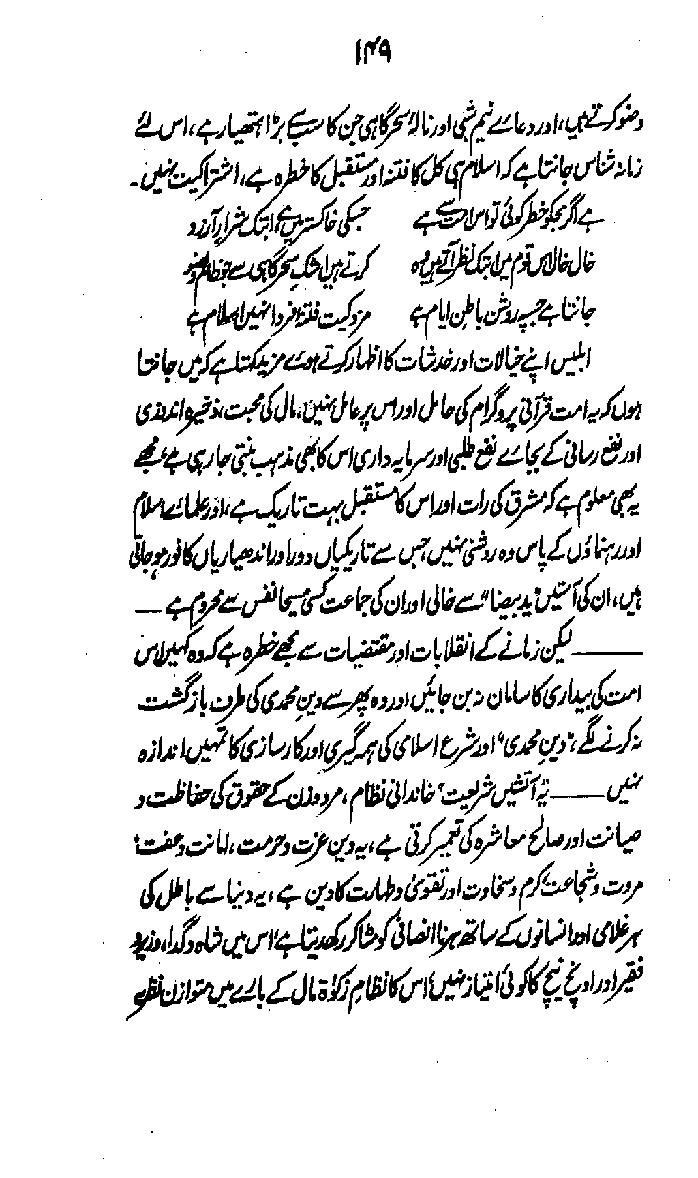 ۱۴۹
وضو کرتے ہیں، اور دعائے نیم شبی اور نالۂ سحر گاہی جن کا سب سے بڑا ہتھیار ہے، اس لئے
زمانہ شناس جانتا ہے کہ اسلام ہی کل کا فتنہ اور مستقبل کا خطرہ ہے، اشتراکیت نہیں۔
ہے اگر مجھ کو خطر کوئی تو اس امت سے ہے جسکی خاکستر میں ہے ابتک شرار آرزو
خال خال اس قوم میں ابتک نظر آتے ہیں وہ کرتے ہیں اشک سحر گاہی سے جو ظالم وضو
جانتا ہے جسپہ روشن باطن ایام ہے مزدکیت فتنۂ فردا نہیں اسلام ہے
ابلیس اپنے خیالات اور خدشات کا اظہار کرتے ہوئے مزید کہتا ہے کہ میں جانتا
ہوں کہ یہ امت قرآنی پروگرام کی حامل اور اس پر عامل نہیں، مال کی محبت، ذخیرہ اندوزی
اور نفع رسانی کے بجائے نفع طلبی اور سرمایہ داری اس کا بھی مذہب بنتی جا رہی ہے، مجھے
یہ بھی معلوم ہے کہ مشرق کی رات اور اس کا مستقبل بہت تاریک ہے، اور علمائے اسلام
اور رہنماؤں کے پاس وہ روشنی نہیں، جس سے تاریکیاں دور اور اندھیاریاں کافور ہو جاتی
ہیں، ان کی آستیں "ید بیضا" سے خالی اور ان کی جماعت کسی مسیحا نفس سے محروم ہے —
—— لیکن زمانے کے انقلابات اور مقتضیات سے مجھے خطرہ ہے کہ وہ کہیں اس
امت کی بیداری کا سامان نہ بن جائیں اور وہ پھر سے دین محمدی کی طرف بازگشت
نہ کرنے لگے، "دین محمدی" اور شرع اسلامی کی ہمہ گیری اور کارسازی کا تمہیں اندازہ
نہیں —— یہ آتشیں شریعت، خاندانی نظام، مرد و زن کے حقوق کی حفاظت و
صیانت اور صالح معاشرہ کی تعمیر کرتی ہے، یہ دین عزت و حرمت، امانت و عفت،
مروت و شجاعت، کرم و سخاوت اور تقویٰ و طہارت کا دین ہے، یہ دنیا سے باطل کی
ہر غلامی اور انسانوں کے ساتھ ہر ناانصافی کو مٹا کر رکھدیتا ہے، اس میں شاہ و گدا، وزیر و
فقیر اور اونچ نیچ کا کوئی امتیاز نہیں، اس کا نظام زکوٰۃ مال کے بارے میں متوازن نظریہ